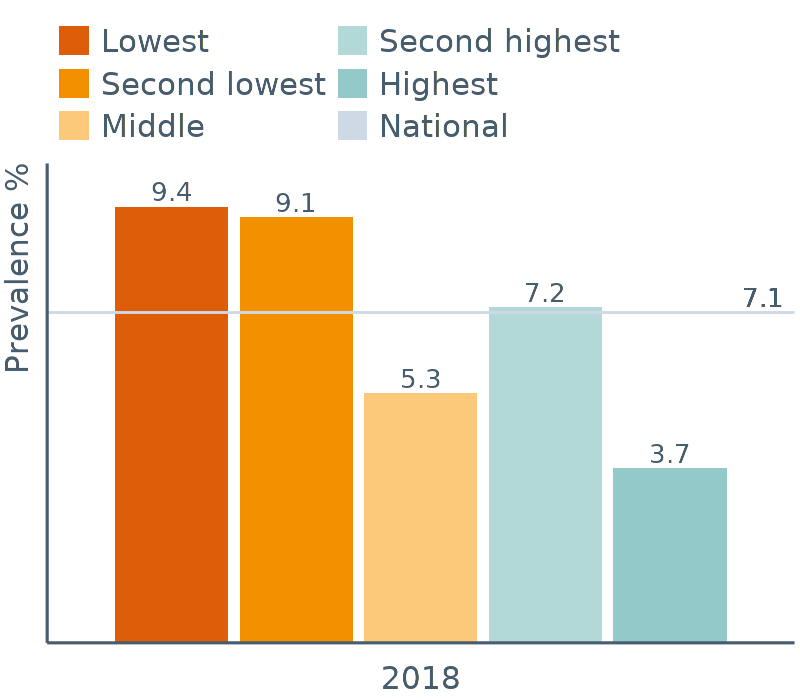 Lowest
Second lowest
Middle
Second highest
Highest
National
Prevalence %
9.4
9.1
5.3
7.2
3.7
7.1
2018